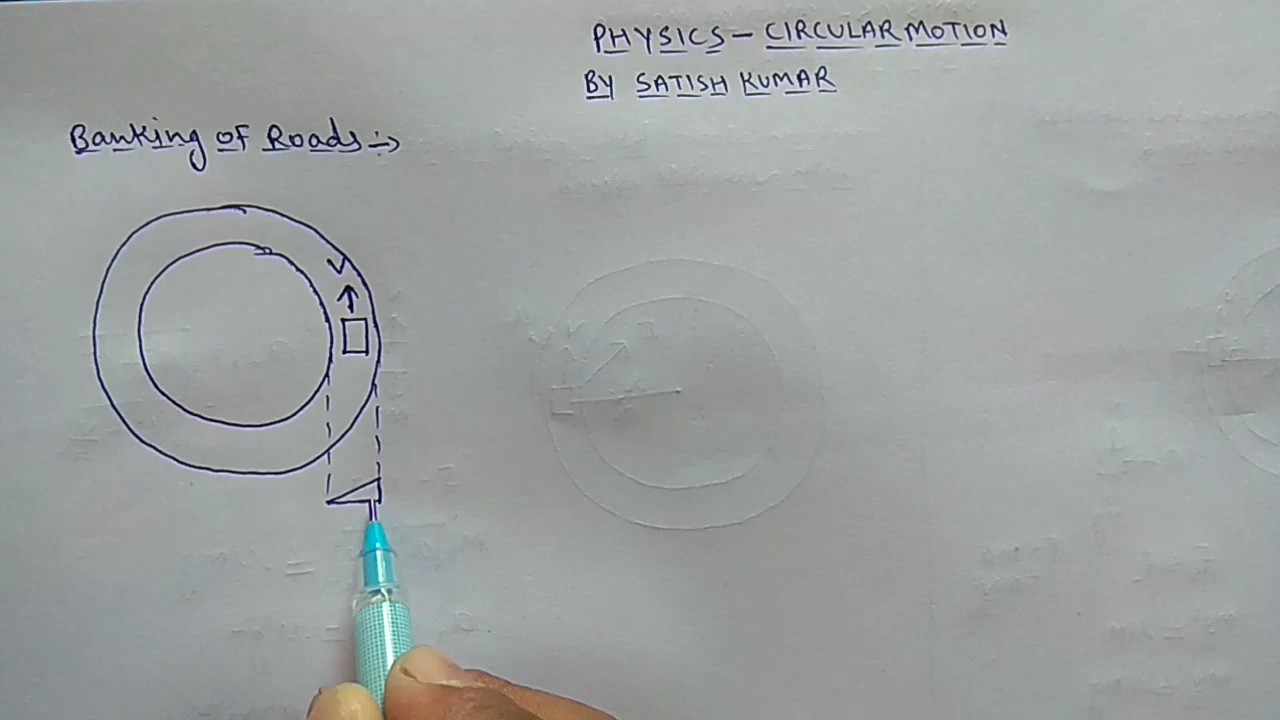 PHYSICS - CIRCULAR MOTION
BY SATISH KUMAR
Banking of Roads :->
V